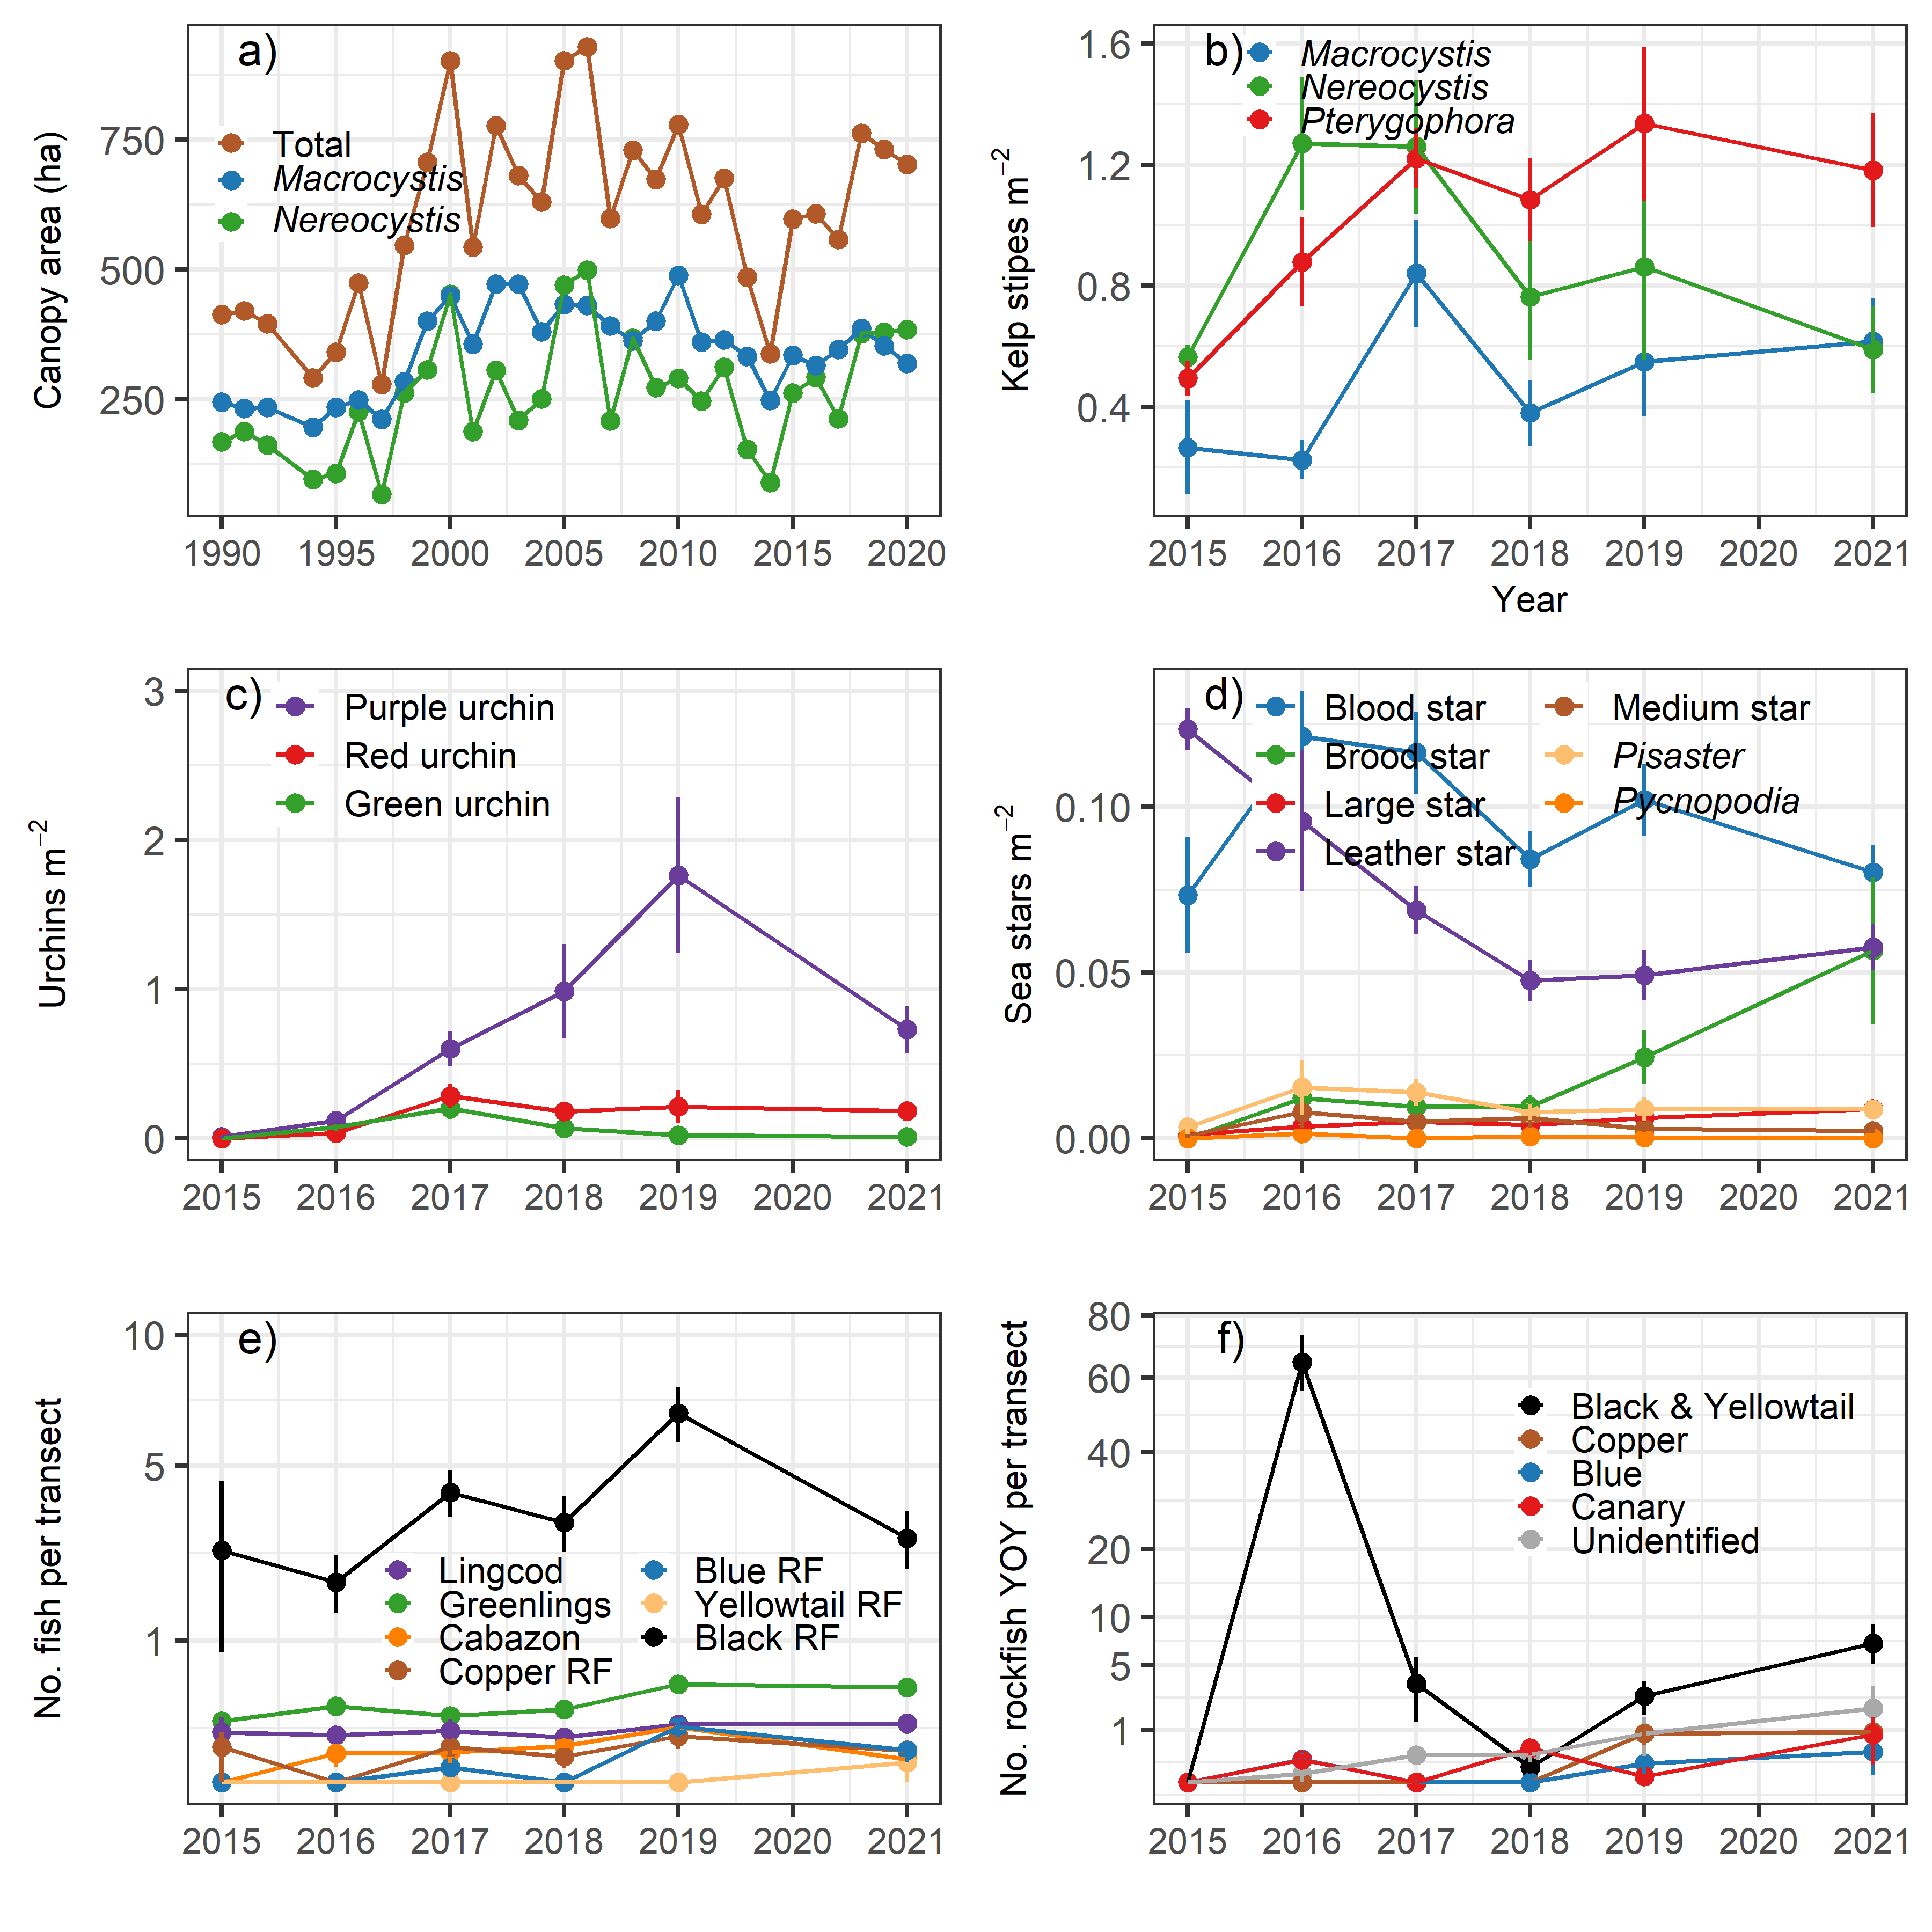 a)
Total
Macrocystis
Nereocystis
Canopy area (ha)
750
500
250
1990 1995 2000 2005 2010 2015 2020
b)
Macrocystis
Nereocystis
Pterygophora
Kelp stipes m−2
1.6
1.2
0.8
0.4
2015 2016 2017 2018 2019 2020 2021
Year
c)
Purple urchin
Red urchin
Green urchin
Urchins m−2
3
2
1
0
2015 2016 2017 2018 2019 2020 2021
d)
Blood star
Brood star
Large star
Leather star
Medium star
Pisaster
Pycnopodia
Sea stars m−2
0.10
0.05
0.00
2015 2016 2017 2018 2019 2020 2021
e)
Lingcod
Greenlings
Cabazon
Copper RF
Blue RF
Yellowtail RF
Black RF
No. fish per transect
10
5
1
2015 2016 2017 2018 2019 2020 2021
f)
Black & Yellowtail
Copper
Blue
Canary
Unidentified
No. rockfish YOY per transect
80
60
40
20
10
5
1
2015 2016 2017 2018 2019 2020 2021